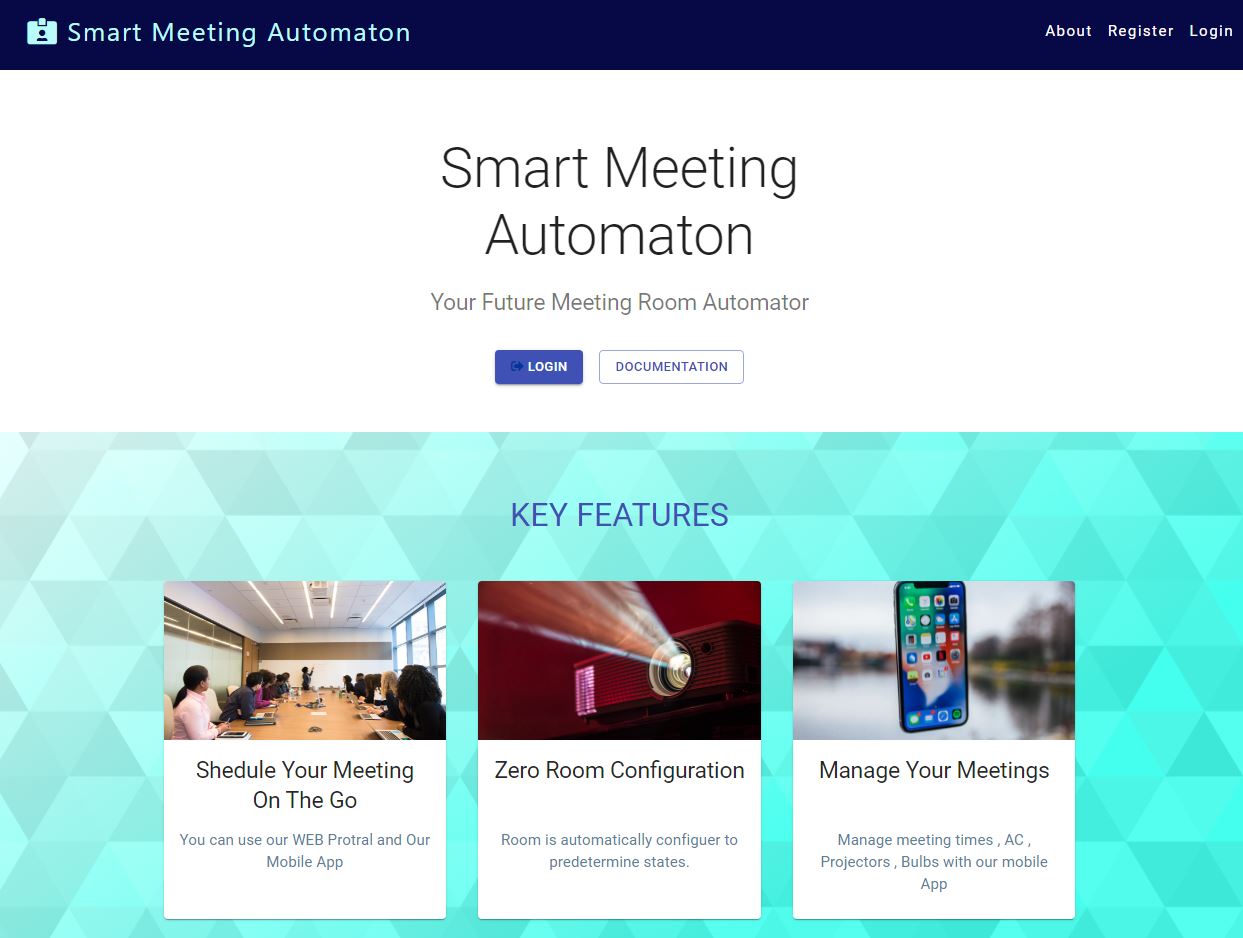 Smart Meeting Automaton
About Register Login
Smart Meeting
Automaton
Your Future Meeting Room Automator
LOGIN
DOCUMENTATION
KEY FEATURES
Shedule Your Meeting
On The Go
You can use our WEB Protral and Our
Mobile App
Zero Room Configuration
Room is automatically configuer to
predetermine states.
Manage Your Meetings
Manage meeting times , AC ,
Projectors , Bulbs with our mobile
App